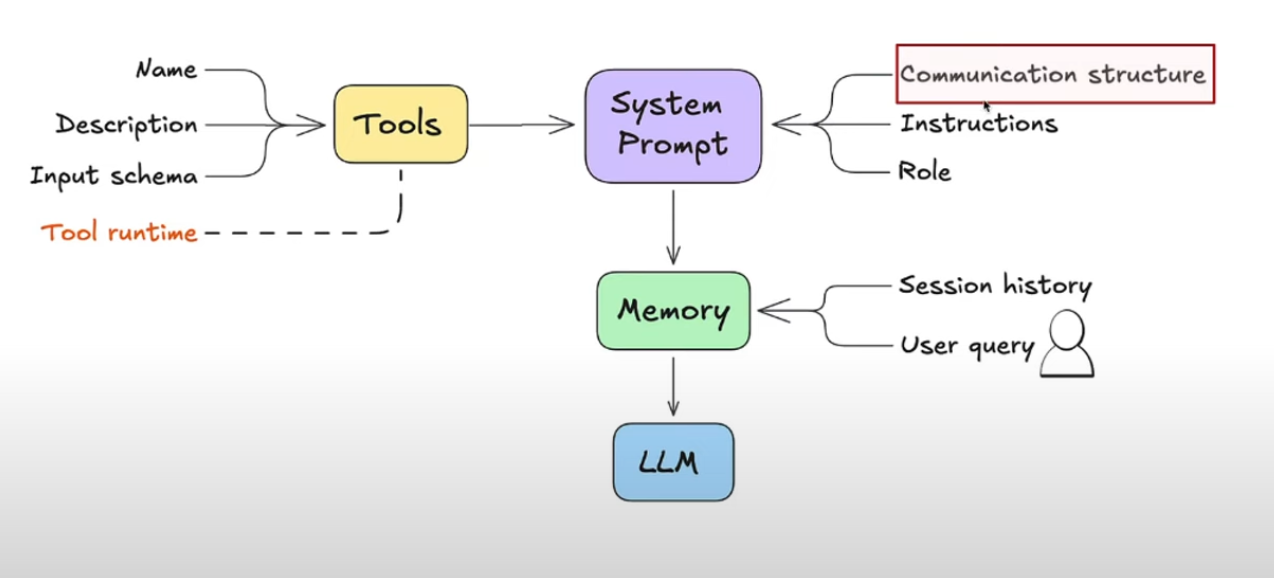 Name
Description
Input schema
Tool runtime
Tools
System
Prompt
Communication structure
Instructions
Role
Memory
Session history
User query
LLM